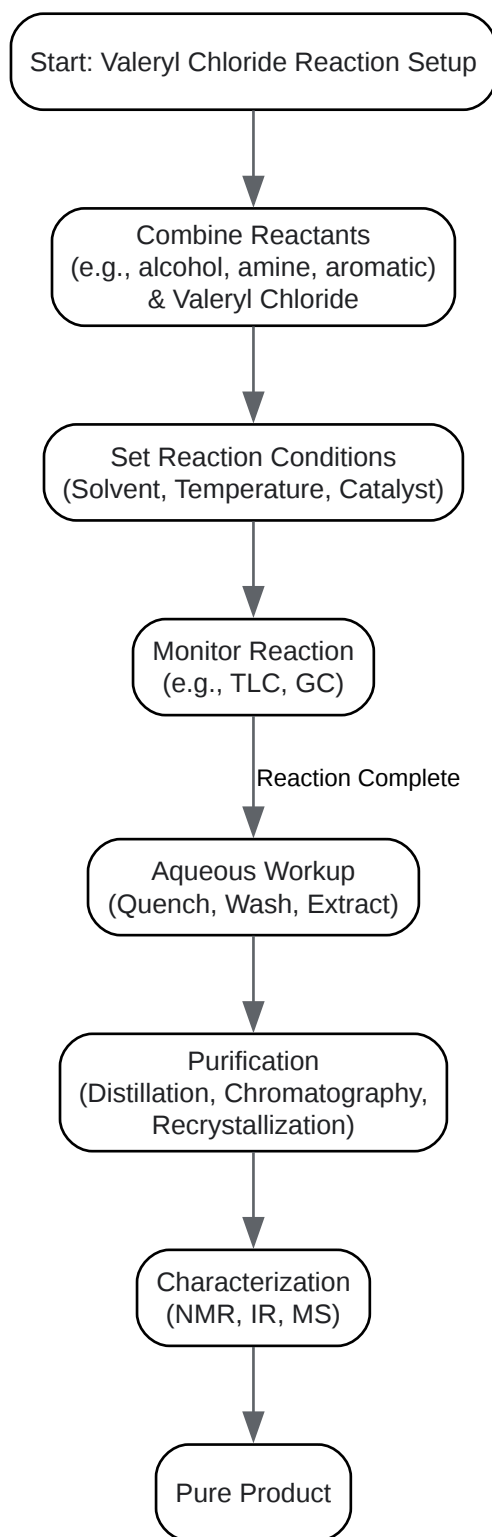 Start: Valeryl Chloride Reaction Setup
Combine Reactants
(e.g., alcohol, amine, aromatic)
& Valeryl Chloride
Set Reaction Conditions
(Solvent, Temperature, Catalyst)
Monitor Reaction
(e.g., TLC, GC)
Reaction Complete
Aqueous Workup
(Quench, Wash, Extract)
Purification
(Distillation, Chromatography,
Recrystallization)
Characterization
(NMR, IR, MS)
Pure Product